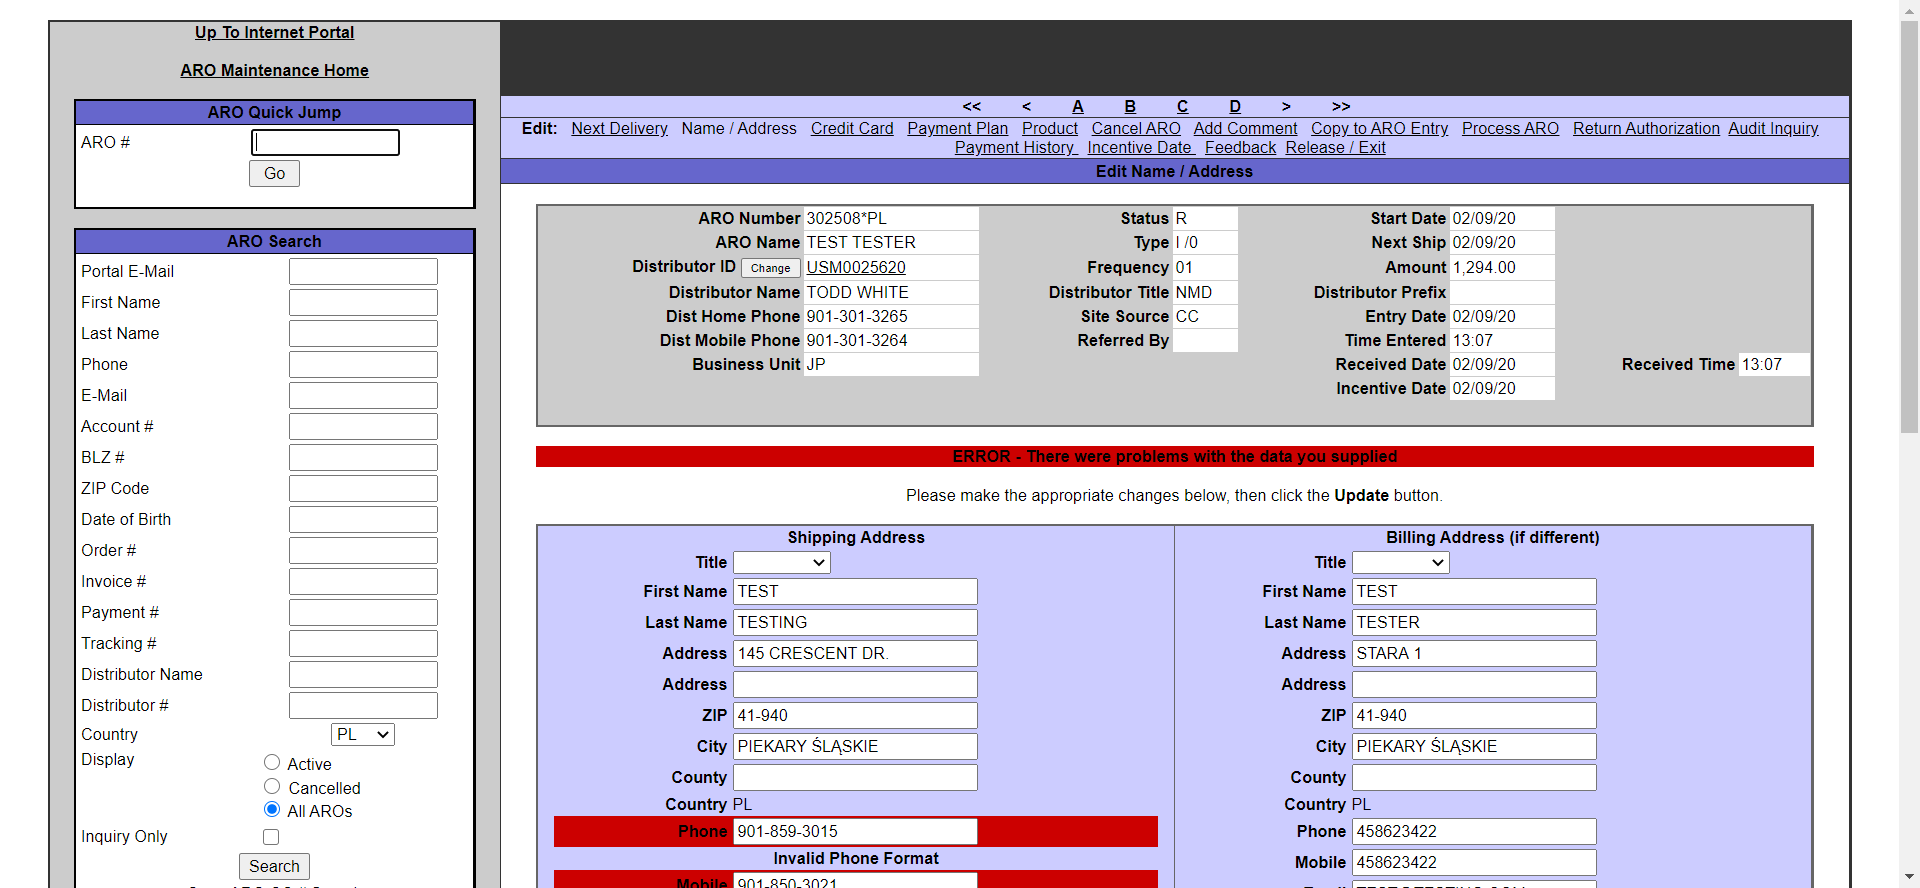 Up To Internet Portal
ARO Maintenance Home
ARO Quick Jump
ARO #
Go
ARO Search
Portal E-Mail
First Name
Last Name
Phone
E-Mail
Account #
BLZ #
ZIP Code
Date of Birth
Order #
Invoice #
Payment #
Tracking #
Distributor Name
Distributor #
Country PL
Display
Active
Cancelled
All AROs
Inquiry Only
Search
<< < A B C D > >>
Edit: Next Delivery Name / Address Credit Card Payment Plan Product Cancel ARO Add Comment Copy to ARO Entry Process ARO Return Authorization Audit Inquiry
Payment History Incentive Date Feedback Release / Exit
Edit Name / Address
ARO Number 302508*PL Status R Start Date 02/09/20
ARO Name TEST TESTER Type I /0 Next Ship 02/09/20
Distributor ID Change USM0025620 Frequency 01 Amount 1,294.00
Distributor Name TODD WHITE Distributor Title NMD Distributor Prefix
Dist Home Phone 901-301-3265 Site Source CC Entry Date 02/09/20
Dist Mobile Phone 901-301-3264 Referred By Time Entered 13:07
Business Unit JP Received Date 02/09/20 Received Time 13:07
Incentive Date 02/09/20
ERROR - There were problems with the data you supplied
Please make the appropriate changes below, then click the Update button.
Shipping Address
Title
First Name TEST
Last Name TESTING
Address 145 CRESCENT DR.
Address
ZIP 41-940
City PIEKARY ŚLĄSKIE
County
Country PL
Phone 901-859-3015
Invalid Phone Format
Mobile 901-850-3021
Billing Address (if different)
Title
First Name TEST
Last Name TESTER
Address STARA 1
Address
ZIP 41-940
City PIEKARY ŚLĄSKIE
County
Country PL
Phone 458623422
Mobile 458623422